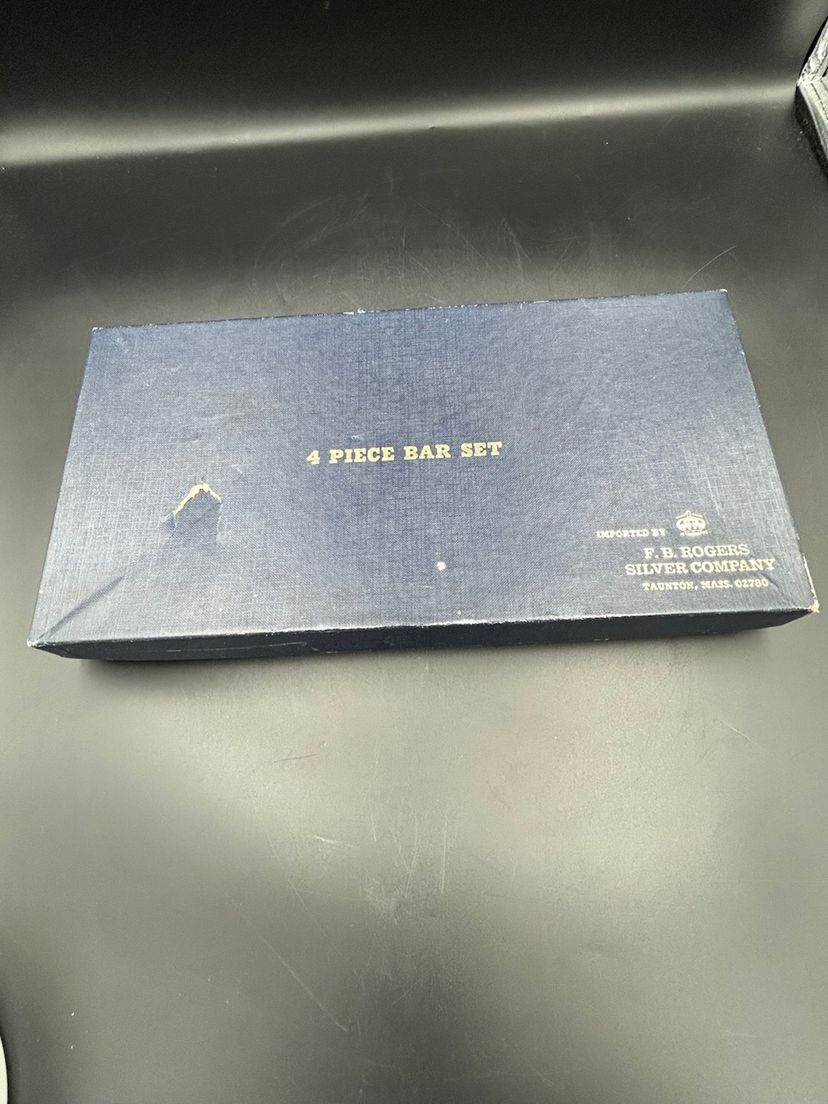 4 PIECE BAR SET
IMPORTED BY
F. B. ROGERS
SILVER COMPANY
TAUNTON, MASS. 02780